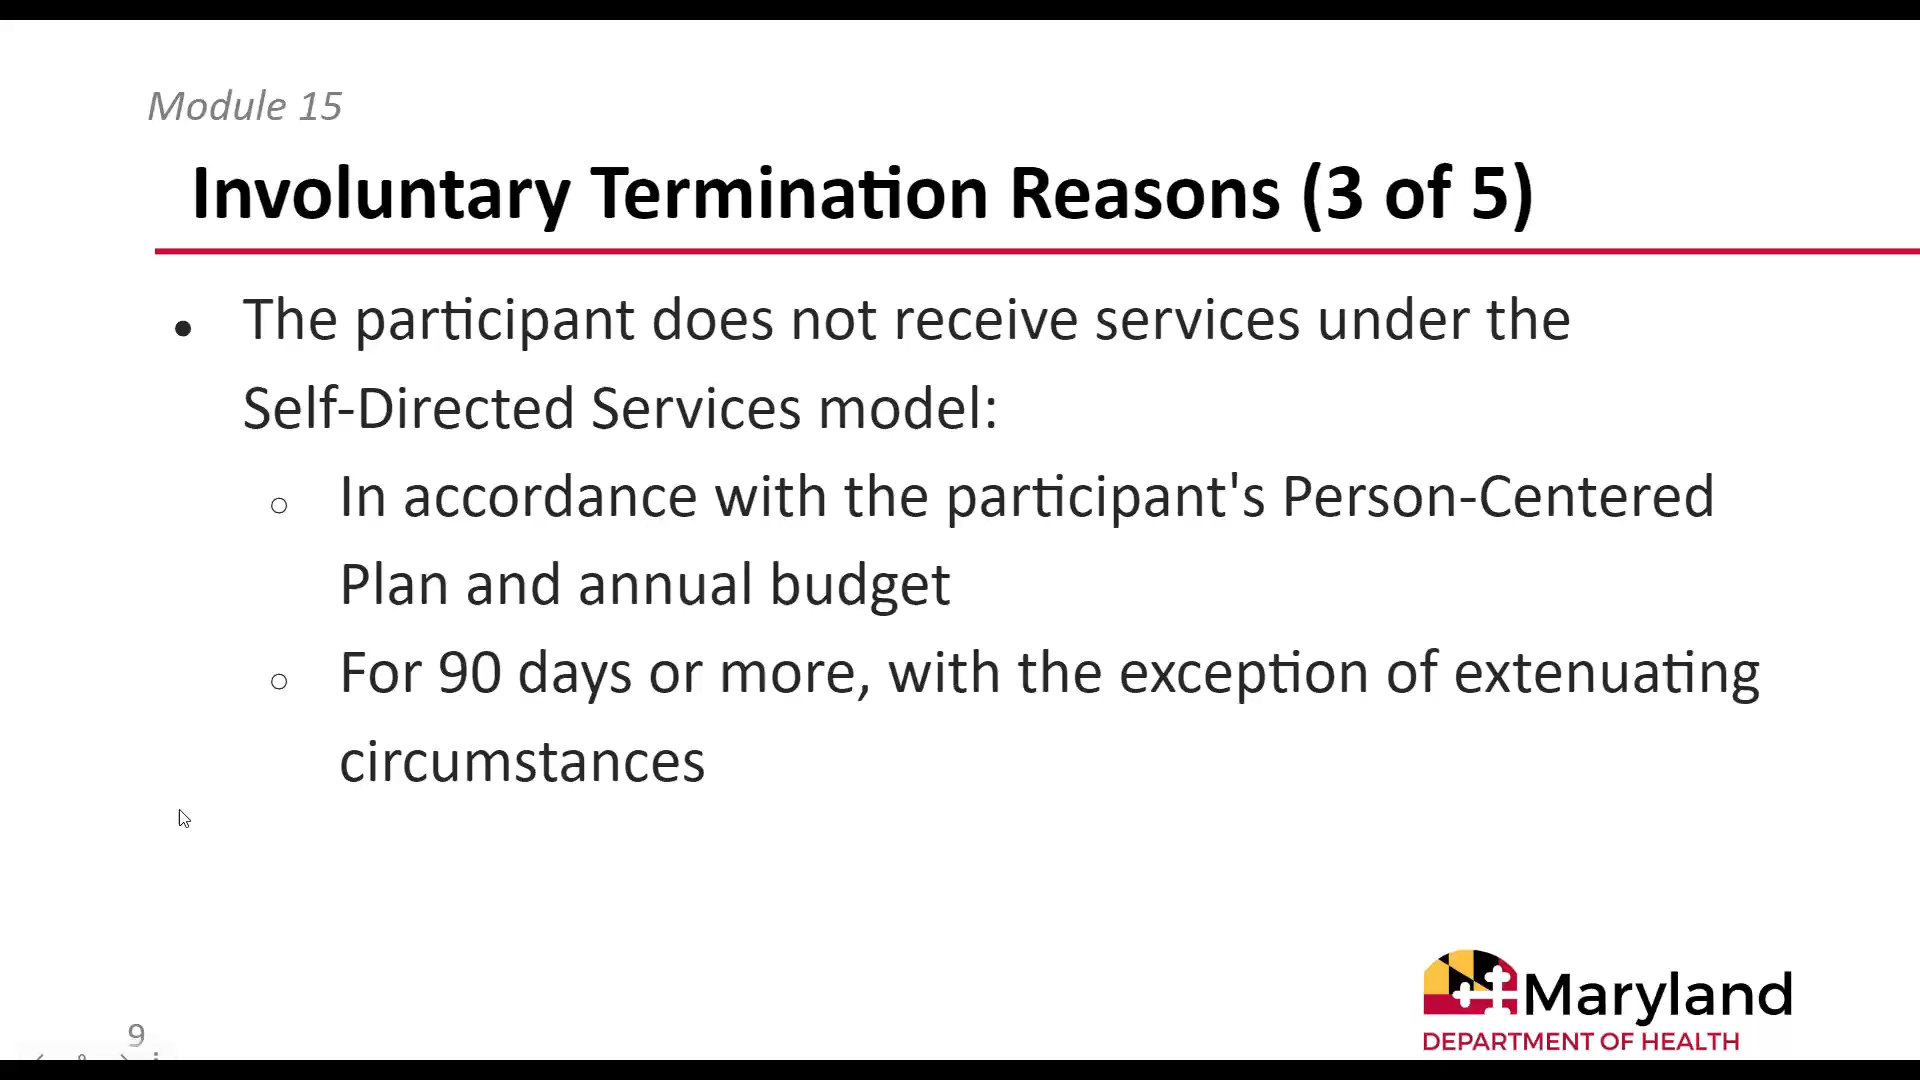 Module 15
Involuntary Termination Reasons (3 of 5)
• The participant does not receive services under the
Self-Directed Services model:
○ In accordance with the participant's Person-Centered
Plan and annual budget
○ For 90 days or more, with the exception of extenuating
circumstances
Maryland
DEPARTMENT OF HEALTH
9